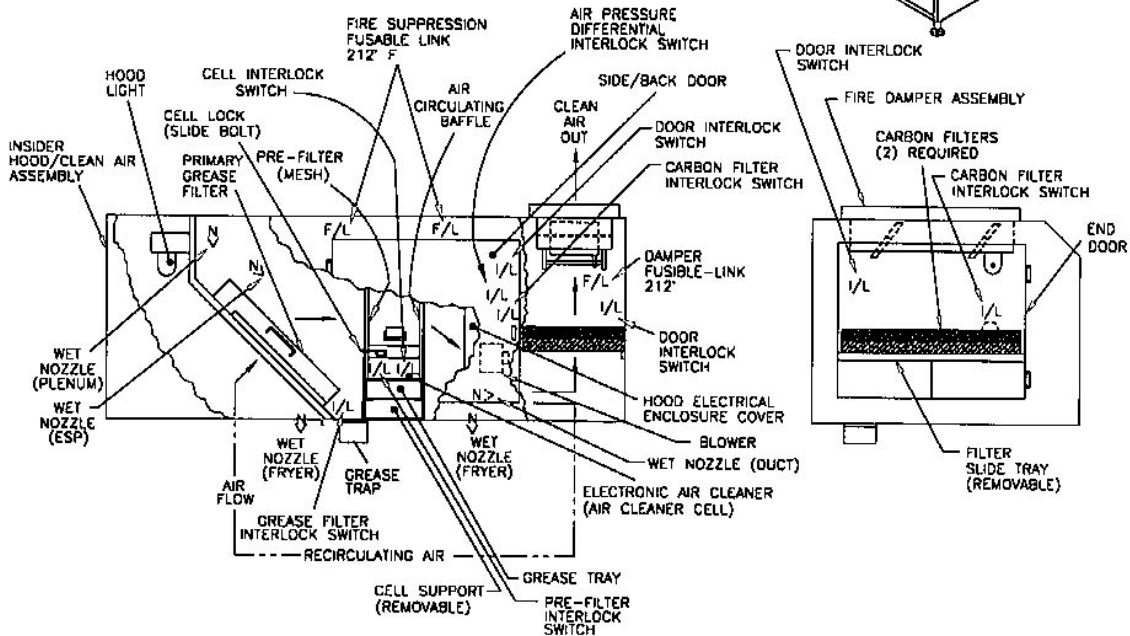 FIRE SUPPRESSION
FUSABLE LINK
212° F
AIR PRESSURE
DIFFERENTIAL
INTERLOCK SWITCH
DOOR INTERLOCK
SWITCH
HOOD
LIGHT
CELL INTERLOCK
SWITCH
SIDE/BACK DOOR
CELL LOCK
(SLIDE BOLT)
AIR
CIRCULATING
BAFFLE
CLEAN
AIR
OUT
FIRE DAMPER ASSEMBLY
INSIDER
HOOD/CLEAN AIR
ASSEMBLY
PRIMARY
GREASE
FILTER
PRE-FILTER
(MESH)
DOOR INTERLOCK
SWITCH
CARBON FILTERS
(2) REQUIRED
CARBON FILTER
INTERLOCK SWITCH
CARBON FILTER
INTERLOCK SWITCH
END
DOOR
N
F/L
F/L
N
I/L
DAMPER
FUSIBLE-LINK
212°
F/L
I/L
I/L
I/L
I/L
I/L
I/L
WET
NOZZLE
(PLENUM)
WET
NOZZLE
(ESP)
I/L
I/L
I/L
N
DOOR
INTERLOCK
SWITCH
HOOD ELECTRICAL
ENCLOSURE COVER
N
N
WET
NOZZLE
(FRYER)
GREASE
TRAP
WET
NOZZLE
(FRYER)
BLOWER
WET NOZZLE (DUCT)
FILTER
SLIDE TRAY
(REMOVABLE)
AIR
FLOW
ELECTRONIC AIR CLEANER
(AIR CLEANER CELL)
GREASE FILTER
INTERLOCK SWITCH
RECIRCULATING AIR
GREASE TRAY
CELL SUPPORT
(REMOVABLE)
PRE-FILTER
INTERLOCK
SWITCH